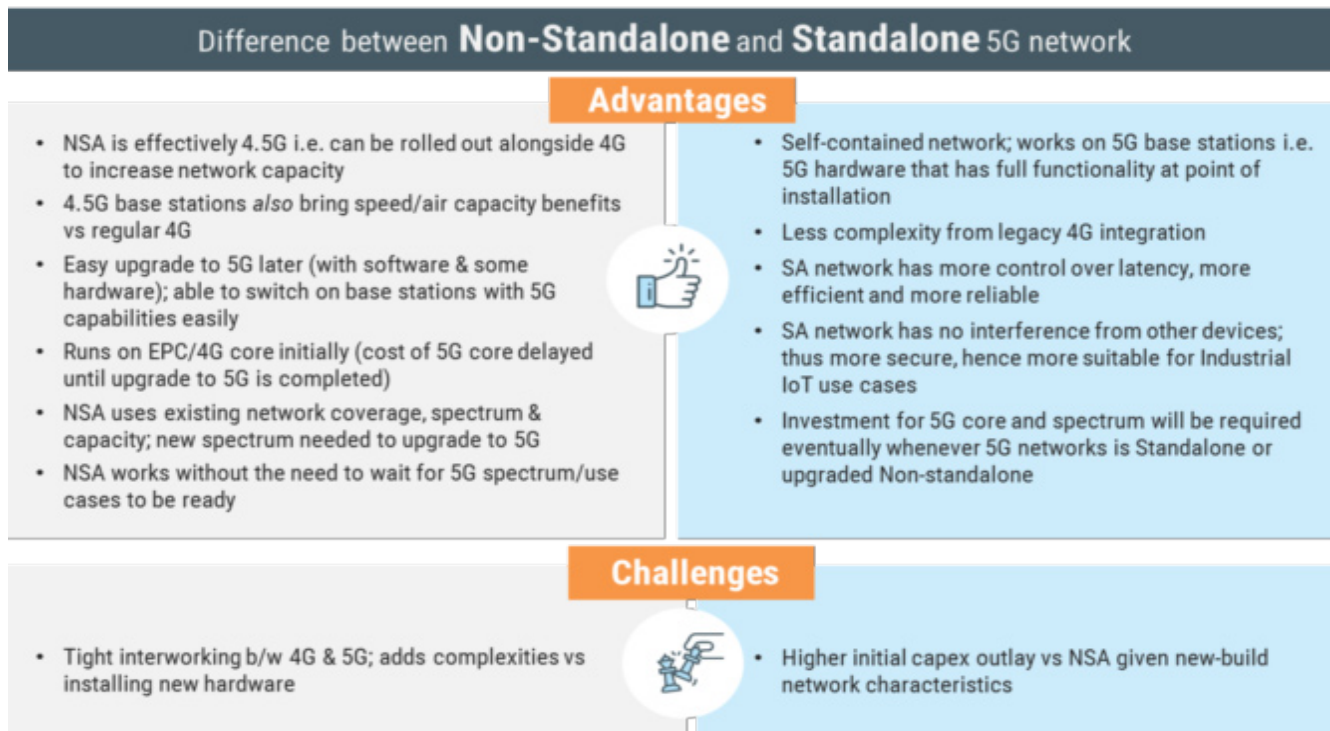 Difference between Non-Standalone and Standalone 5G network
Advantages
• NSA is effectively 4.5G i.e. can be rolled out alongside 4G
to increase network capacity
• 4.5G base stations also bring speed/air capacity benefits
vs regular 4G
• Easy upgrade to 5G later (with software & some
hardware); able to switch on base stations with 5G
capabilities easily
• Runs on EPC/4G core initially (cost of 5G core delayed
until upgrade to 5G is completed)
• NSA uses existing network coverage, spectrum &
capacity; new spectrum needed to upgrade to 5G
• NSA works without the need to wait for 5G spectrum/use
cases to be ready
• Self-contained network; works on 5G base stations i.e.
5G hardware that has full functionality at point of
installation
• Less complexity from legacy 4G integration
• SA network has more control over latency, more
efficient and more reliable
• SA network has no interference from other devices;
thus more secure, hence more suitable for Industrial
IoT use cases
• Investment for 5G core and spectrum will be required
eventually whenever 5G networks is Standalone or
upgraded Non-standalone
Challenges
• Tight interworking b/w 4G & 5G; adds complexities vs
installing new hardware
• Higher initial capex outlay vs NSA given new-build
network characteristics